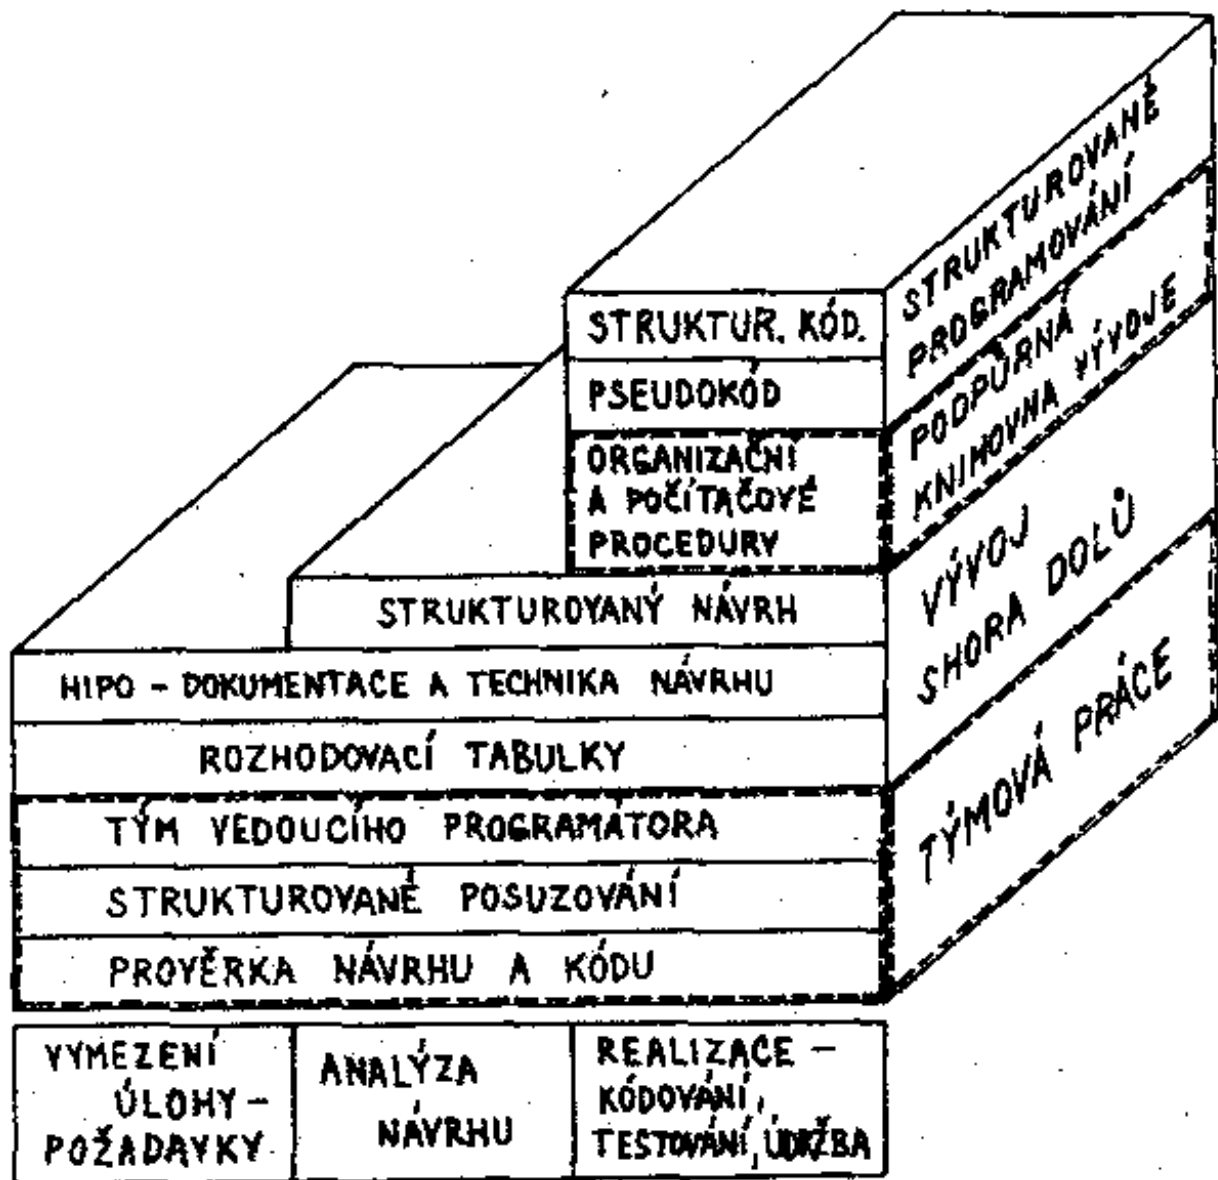 STRUKTUROVANÉ
PROGRAMOVÁNÍ
STRUKTUR. KÓD.
PSEUDOKÓD
PODPŮRNÁ
KNIHOVNA VÝVOJE
ORGANIZAČNÍ
A POČÍTAČOVÉ
PROCEDURY
STRUKTUROVANÝ NÁVRH
VÝVOJ
SHORA DOLŮ
HIPO - DOKUMENTACE A TECHNIKA NÁVRHU
ROZHODOVACÍ TABULKY
TÝMOVÁ PRÁCE
TÝM VEDOUCÍHO PROGRAMÁTORA
STRUKTUROVANÉ POSUZOVÁNÍ
PROVĚRKA NÁVRHU A KÓDU
VYMEZENÍ
ÚLOHY-
POŽADAVKY
ANALÝZA
NÁVRHU
REALIZACE -
KÓDOVÁNÍ,
TESTOVÁNÍ, ÚDRŽBA